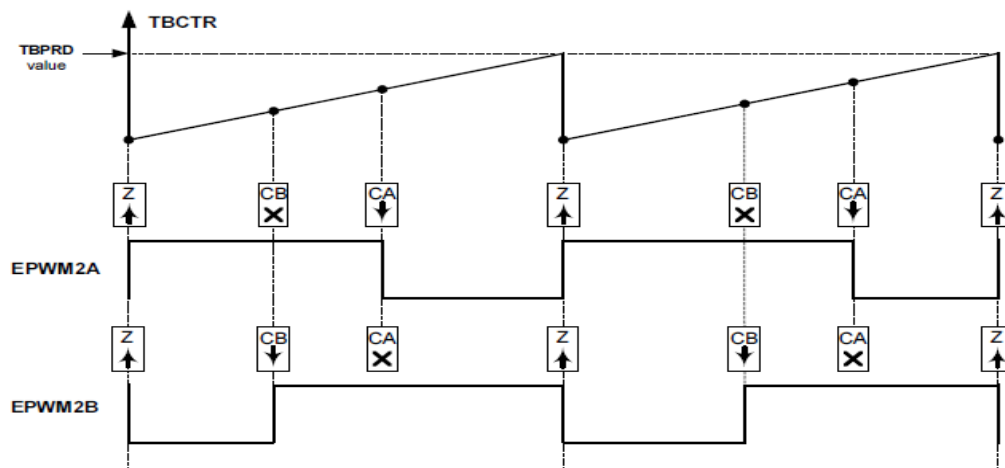 TBCTR
TBPRD
value
Z CB CA Z CB CA Z
EPWM2A
Z CB CA Z CB CA Z
EPWM2B